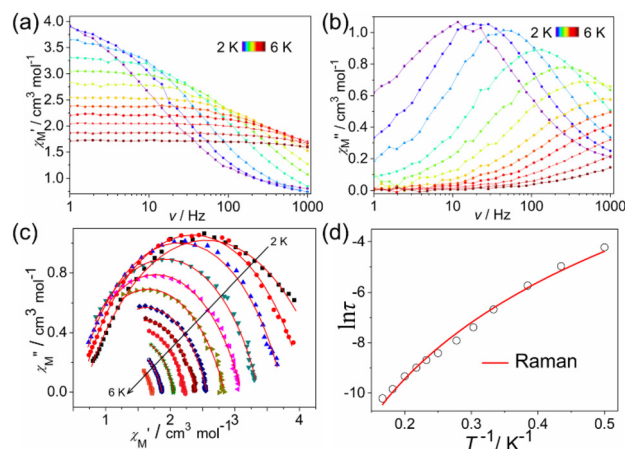 (a)
4.0
3.5
3.0
2.5
2.0
1.5
1.0
χM' / cm³ mol⁻¹
2 K 6 K
1 10 100 1000
ν / Hz
(b)
1.0
0.8
0.6
0.4
0.2
0.0
χM'' / cm³ mol⁻¹
2 K 6 K
1 10 100 1000
ν / Hz
(c)
0.8
0.4
0.0
χM'' / cm³ mol⁻¹
2 K
6 K
1 2 3 4
χM' / cm³ mol⁻¹
(d)
-4
-6
-8
-10
lnτ
Raman
0.2 0.3 0.4 0.5
T⁻¹/ K⁻¹